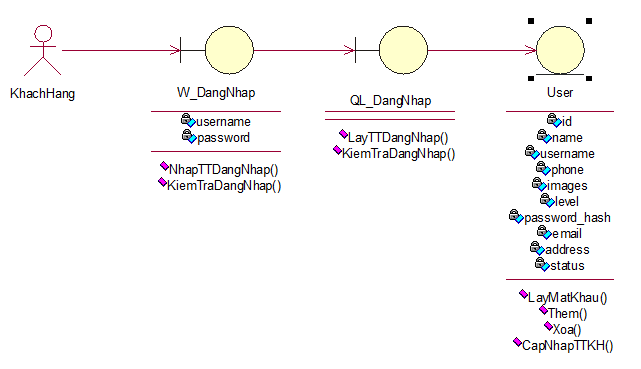 KhachHang
W_DangNhap
username
password
NhapTTDangNhap()
KiemTraDangNhap()
QL_DangNhap
LayTTDangNhap()
KiemTraDangNhap()
User
id
name
username
phone
images
level
password_hash
email
address
status
LayMatKhau()
Them()
Xoa()
CapNhapTTKH()